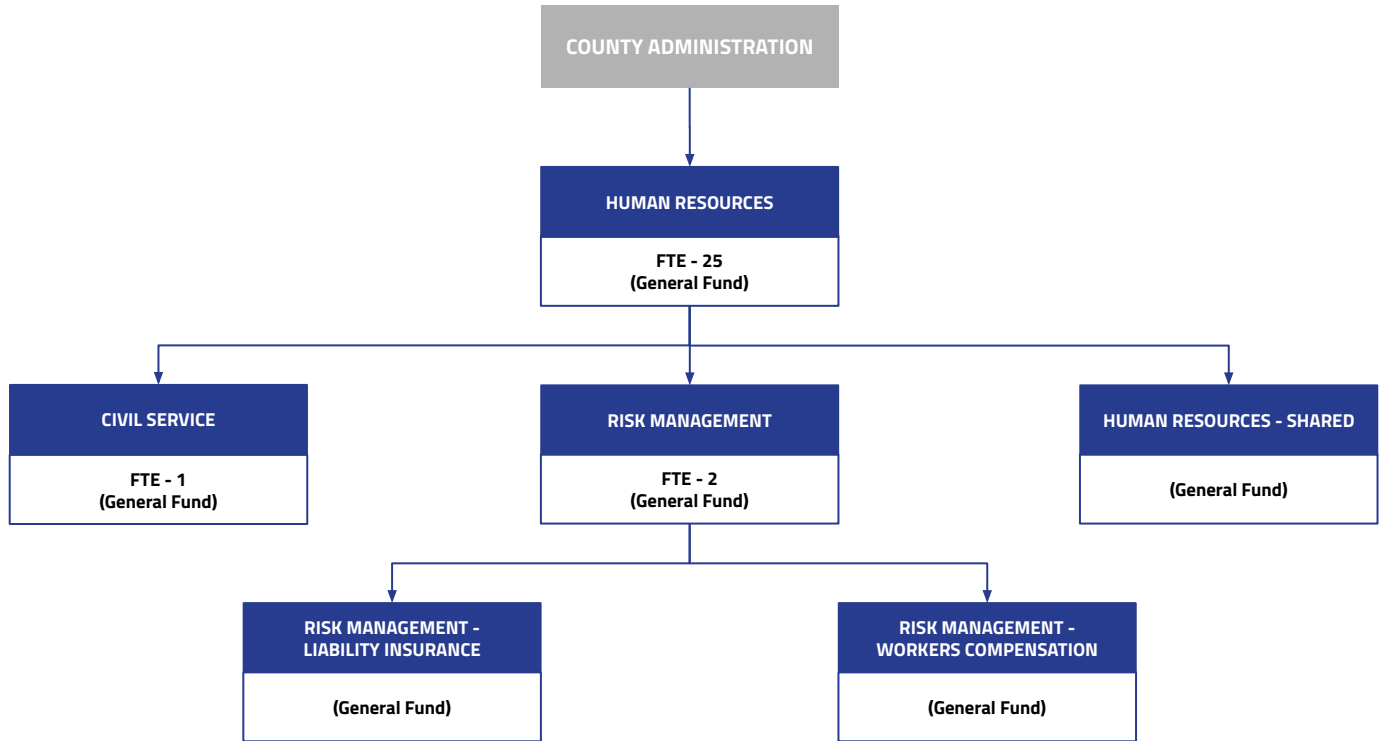 COUNTY ADMINISTRATION
HUMAN RESOURCES
FTE - 25
(General Fund)
CIVIL SERVICE
FTE - 1
(General Fund)
RISK MANAGEMENT
FTE - 2
(General Fund)
HUMAN RESOURCES - SHARED
(General Fund)
RISK MANAGEMENT -
LIABILITY INSURANCE
(General Fund)
RISK MANAGEMENT -
WORKERS COMPENSATION
(General Fund)